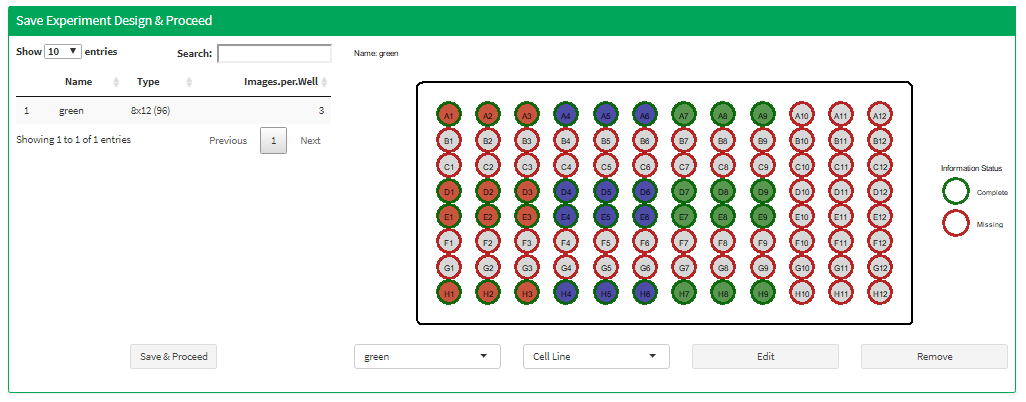 Save Experiment Design & Proceed
Show 10 entries
Search:
Name: green
Name Type Images.per.Well
1 green 8x12 (96) 3
Showing 1 to 1 of 1 entries
Previous 1 Next
A1 A2 A3 A4 A5 A6 A7 A8 A9 A10 A11 A12
B1 B2 B3 B4 B5 B6 B7 B8 B9 B10 B11 B12
C1 C2 C3 C4 C5 C6 C7 C8 C9 C10 C11 C12
D1 D2 D3 D4 D5 D6 D7 D8 D9 D10 D11 D12
E1 E2 E3 E4 E5 E6 E7 E8 E9 E10 E11 E12
F1 F2 F3 F4 F5 F6 F7 F8 F9 F10 F11 F12
G1 G2 G3 G4 G5 G6 G7 G8 G9 G10 G11 G12
H1 H2 H3 H4 H5 H6 H7 H8 H9 H10 H11 H12
Information Status
Complete
Missing
Save & Proceed
green
Cell Line
Edit
Remove